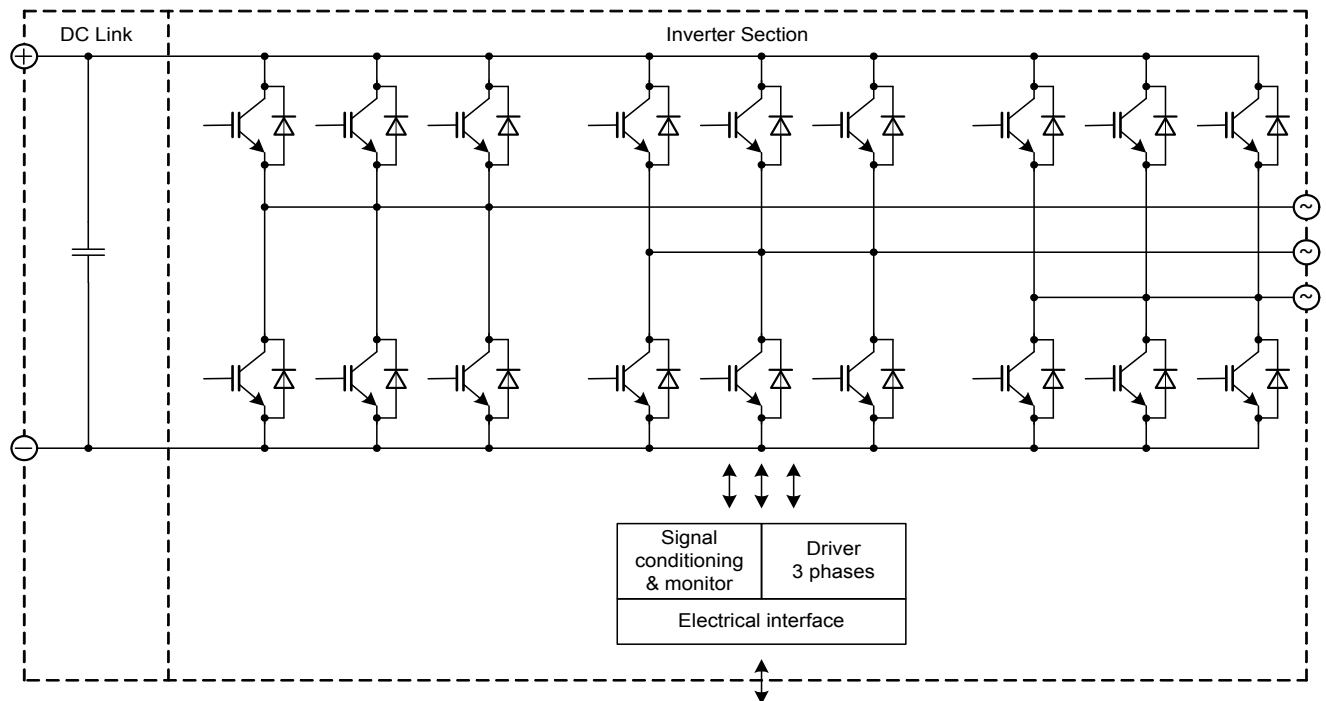 DC Link
Inverter Section
+
~
~
~
−
Signal
conditioning
& monitor
Driver
3 phases
Electrical interface